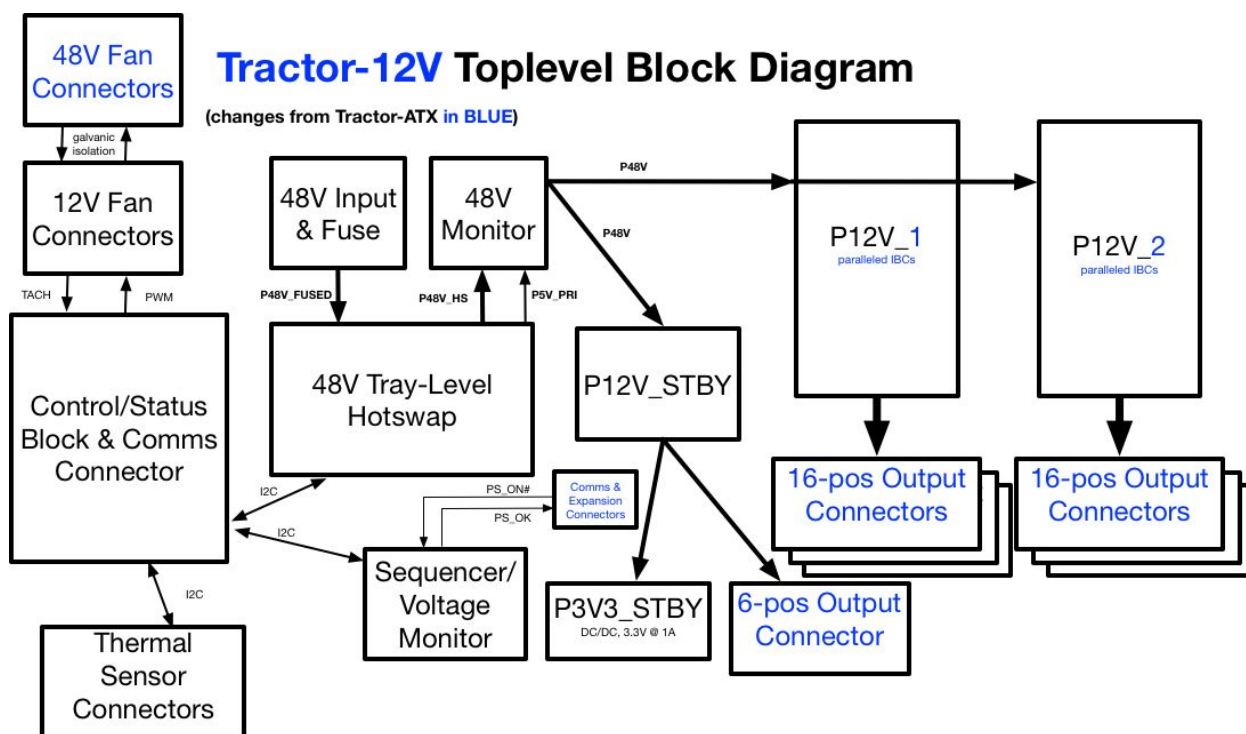 Tractor-12V Toplevel Block Diagram
(changes from Tractor-ATX in BLUE)
48V Fan
Connectors
galvanic
isolation
12V Fan
Connectors
TACH
PWM
Control/Status
Block & Comms
Connector
I2C
I2C
I2C
Thermal
Sensor
Connectors
48V Input
& Fuse
P48V_FUSED
48V
Monitor
P48V_HS
P5V_PRI
48V Tray-Level
Hotswap
PS_ON#
PS_OK
Comms &
Expansion
Connectors
Sequencer/
Voltage
Monitor
P48V
P48V
P12V_STBY
P3V3_STBY
DC/DC, 3.3V @ 1A
6-pos Output
Connector
P12V_1
paralleled IBCs
P12V_2
paralleled IBCs
16-pos Output
Connectors
16-pos Output
Connectors